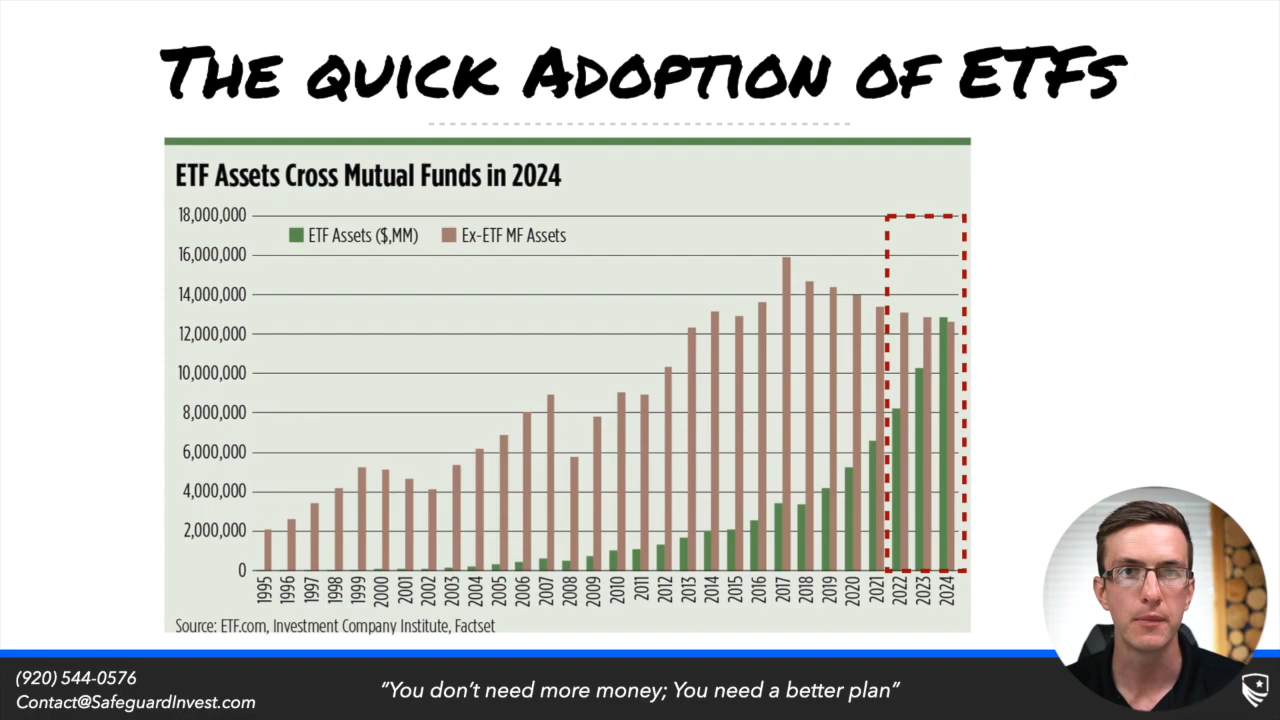 The quick Adoption of ETFs
ETF Assets Cross Mutual Funds in 2024
18,000,000
ETF Assets ($,MM) Ex-ETF MF Assets
16,000,000
14,000,000
12,000,000
10,000,000
8,000,000
6,000,000
4,000,000
2,000,000
0
1995 1996 1997 1998 1999 2000 2001 2002 2003 2004 2005 2006 2007 2008 2009 2010 2011 2012 2013 2014 2015 2016 2017 2018 2019 2020 2021 2022 2023 2024
Source: ETF.com, Investment Company Institute, Factset
(920) 544-0576
Contact@SafeguardInvest.com
"You don't need more money; You need a better plan"